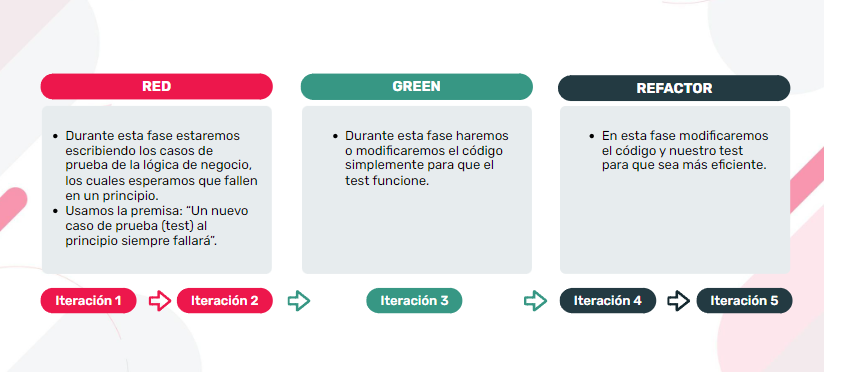 RED
• Durante esta fase estaremos
escribiendo los casos de
prueba de la lógica de negocio,
los cuales esperamos que fallen
en un principio.
• Usamos la premisa: “Un nuevo
caso de prueba (test) al
principio siempre fallará”.
GREEN
• Durante esta fase haremos
o modificaremos el código
simplemente para que el
test funcione.
REFACTOR
• En esta fase modificaremos
el código y nuestro test
para que sea más eficiente.
Iteración 1
Iteración 2
Iteración 3
Iteración 4
Iteración 5